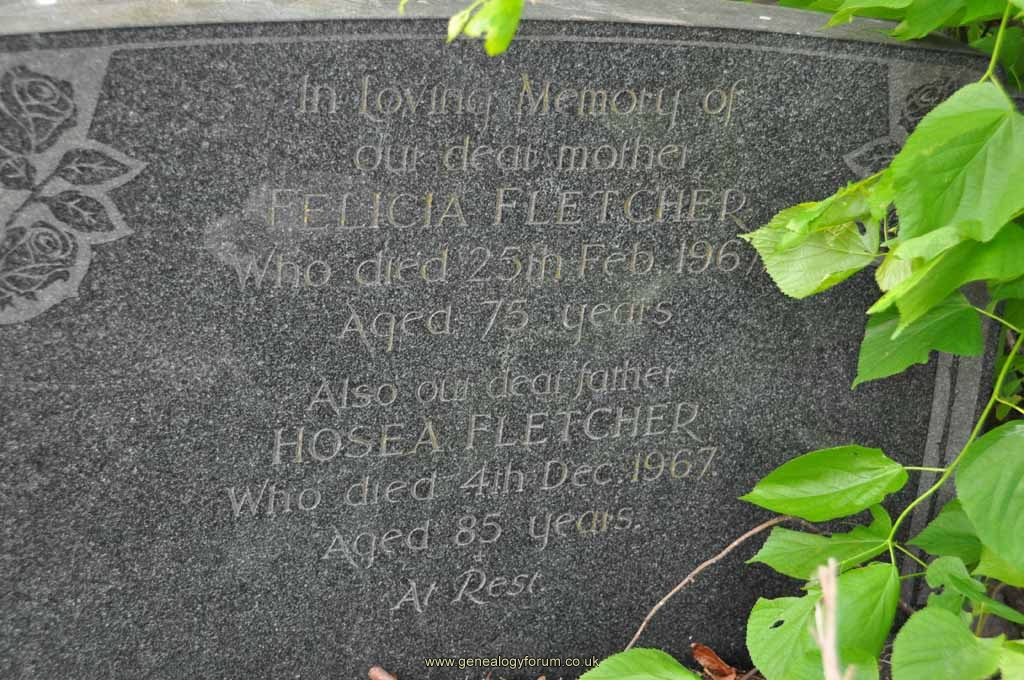 In Loving Memory of
our dear mother
FELICIA FLETCHER
Who died 25th Feb. 1967
Aged 75 years
Also our dear father
HOSEA FLETCHER
Who died 4th Dec. 1967.
Aged 85 years.
At Rest.
www.genealogyforum.co.uk